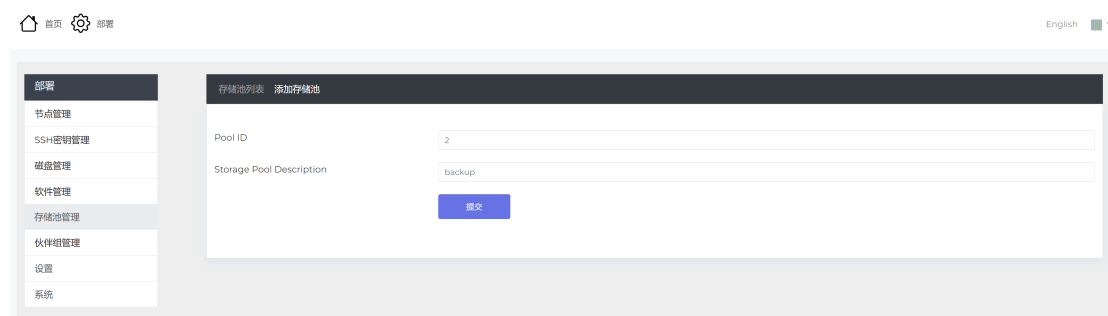 首页 部署 English
部署
节点管理
SSH密钥管理
磁盘管理
软件管理
存储池管理
伙伴组管理
设置
系统
存储池列表 添加存储池
Pool ID 2
Storage Pool Description backup
提交